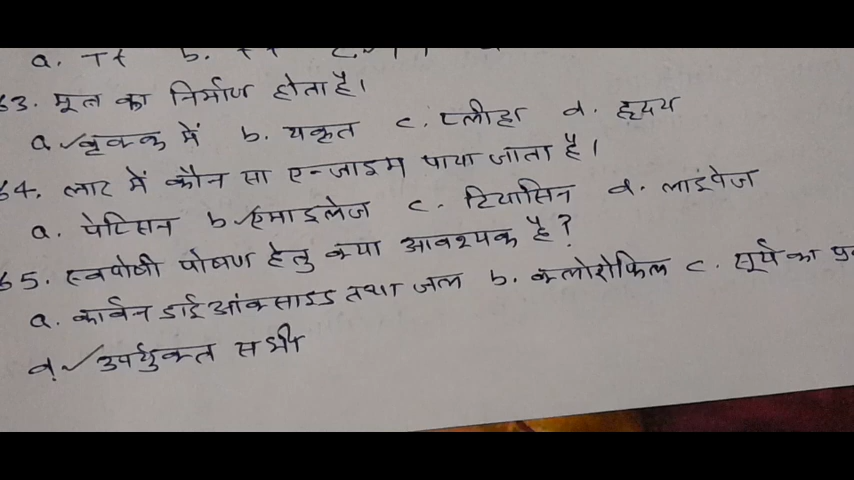 63. मूत्र का निर्माण होता है।
a. ✓वृक्क में b. यकृत c. प्लीहा d. हृदय
64. लार में कौन सा एन्जाइम पाया जाता है।
a. पेप्सिन b ✓एमाइलेज c. ट्रिप्सिन d. लाइपेज
65. स्वपोषी पोषण हेतु क्या आवश्यक है?
a. कार्बन डाई ऑक्साइड तथा जल b. क्लोरोफिल c. सूर्य का
d. ✓उपर्युक्त सभी